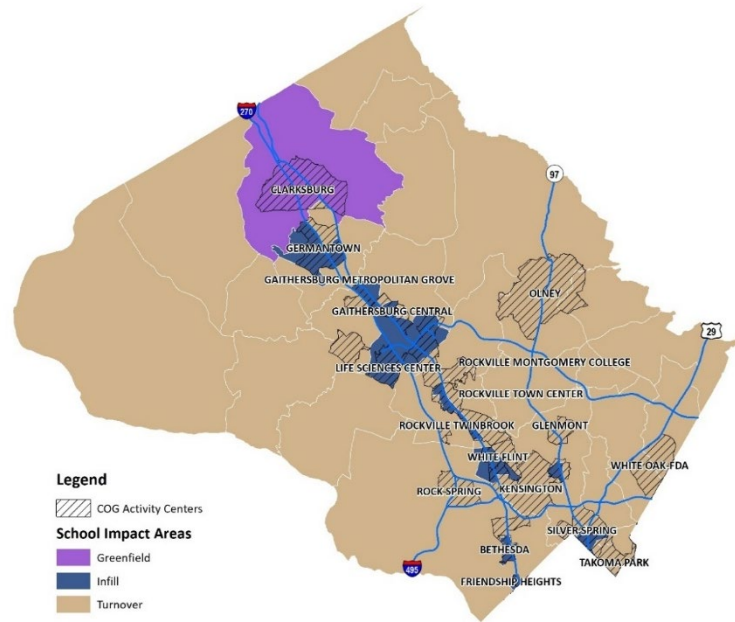 270
97
CLARKSBURG
GERMANTOWN
GAITHERSBURG METROPOLITAN GROVE
OLNEY
GAITHERSBURG CENTRAL
29
LIFE SCIENCES CENTER
ROCKVILLE MONTGOMERY COLLEGE
ROCKVILLE TOWN CENTER
ROCKVILLE TWINBROOK
GLENMONT
WHITE FLINT
WHITE OAK-FDA
ROCK SPRING
KENSINGTON
SILVER SPRING
BETHESDA
TAKOMA PARK
495
FRIENDSHIP HEIGHTS
Legend
COG Activity Centers
School Impact Areas
Greenfield
Infill
Turnover